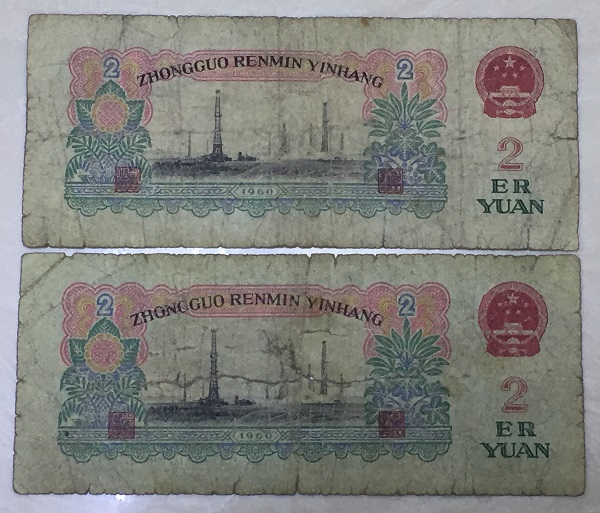 2 ZHONGGUO RENMIN YINHANG 2
2
ER
YUAN
1960
2 ZHONGGUO RENMIN YINHANG 2
2
ER
YUAN
1960